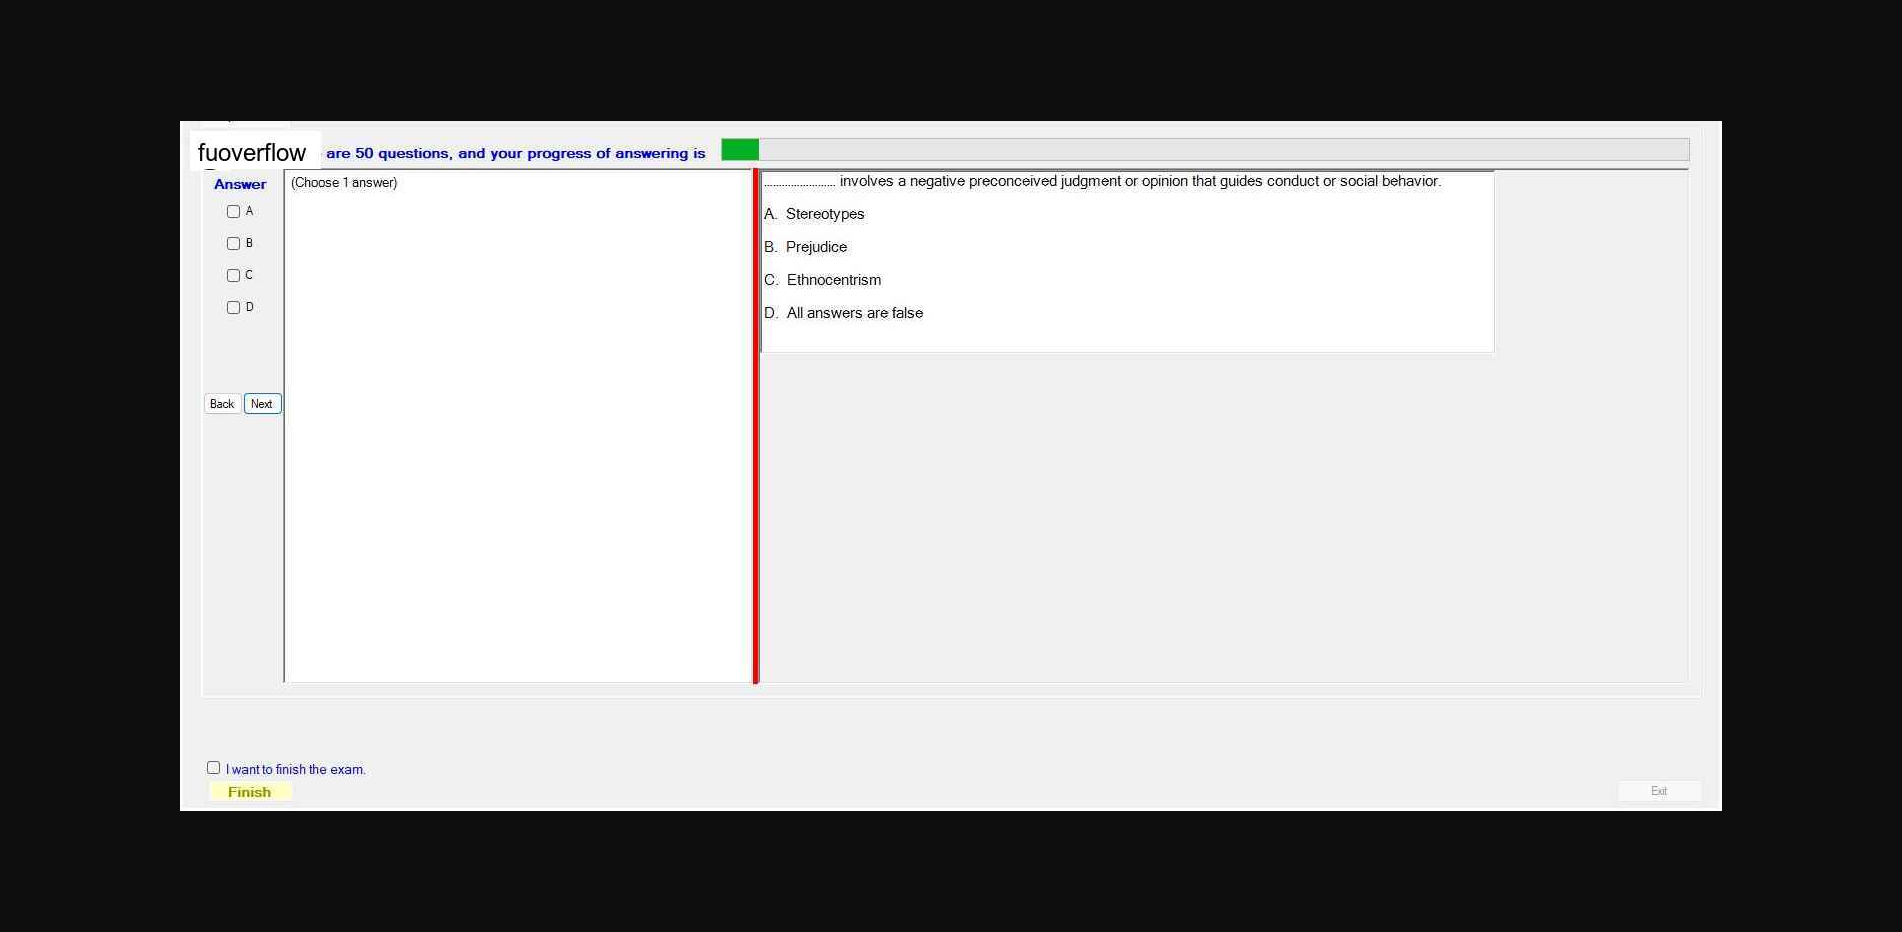 fuoverflow are 50 questions, and your progress of answering is
Answer
(Choose 1 answer)
A
B
C
D
Back Next
........................ involves a negative preconceived judgment or opinion that guides conduct or social behavior.
A. Stereotypes
B. Prejudice
C. Ethnocentrism
D. All answers are false
I want to finish the exam.
Finish
Exit